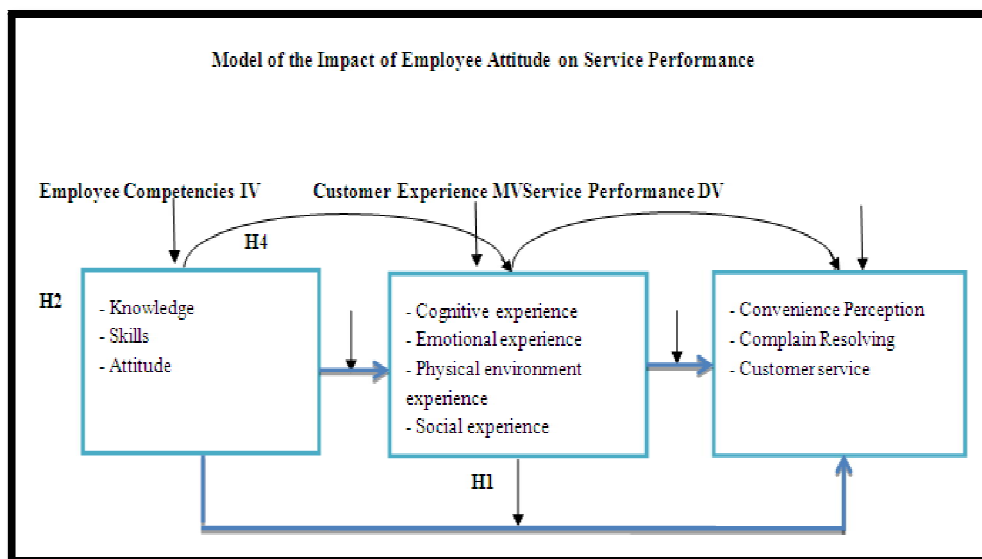 Model of the Impact of Employee Attitude on Service Performance
Employee Competencies IV
Customer Experience MVService Performance DV
H4
H2
- Knowledge
- Skills
- Attitude
- Cognitive experience
- Emotional experience
- Physical environment
experience
- Social experience
- Convenience Perception
- Complain Resolving
- Customer service
H1